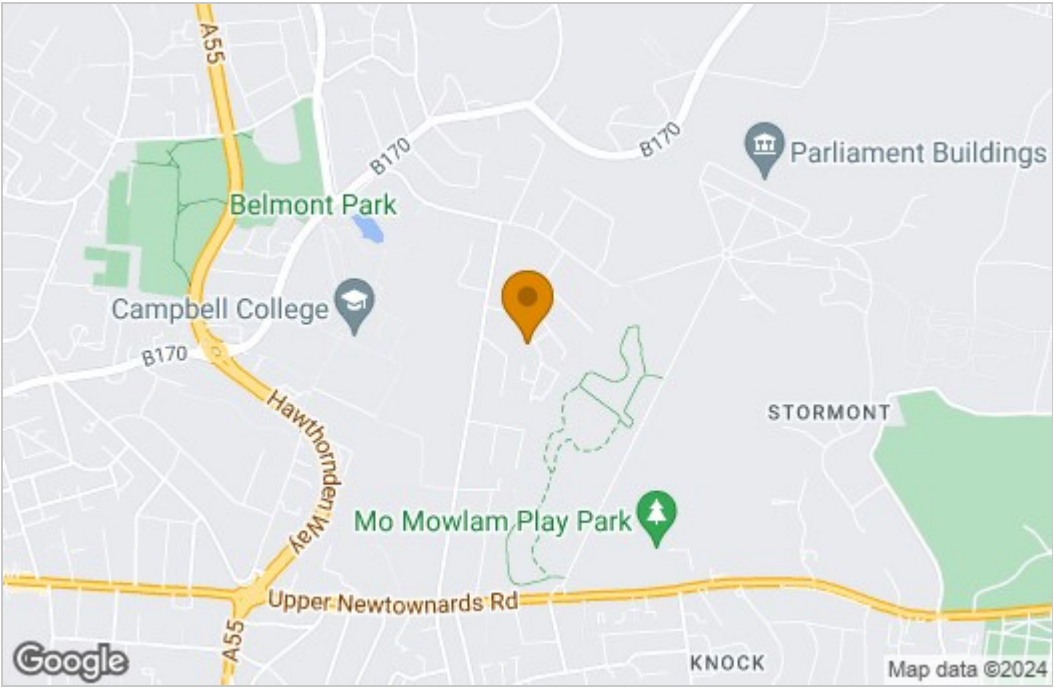 A55
B170
B170
Parliament Buildings
Belmont Park
Campbell College
B170
Hawthornden Way
STORMONT
Mo Mowlam Play Park
Upper Newtownards Rd
A55
KNOCK
Google
Map data ©2024